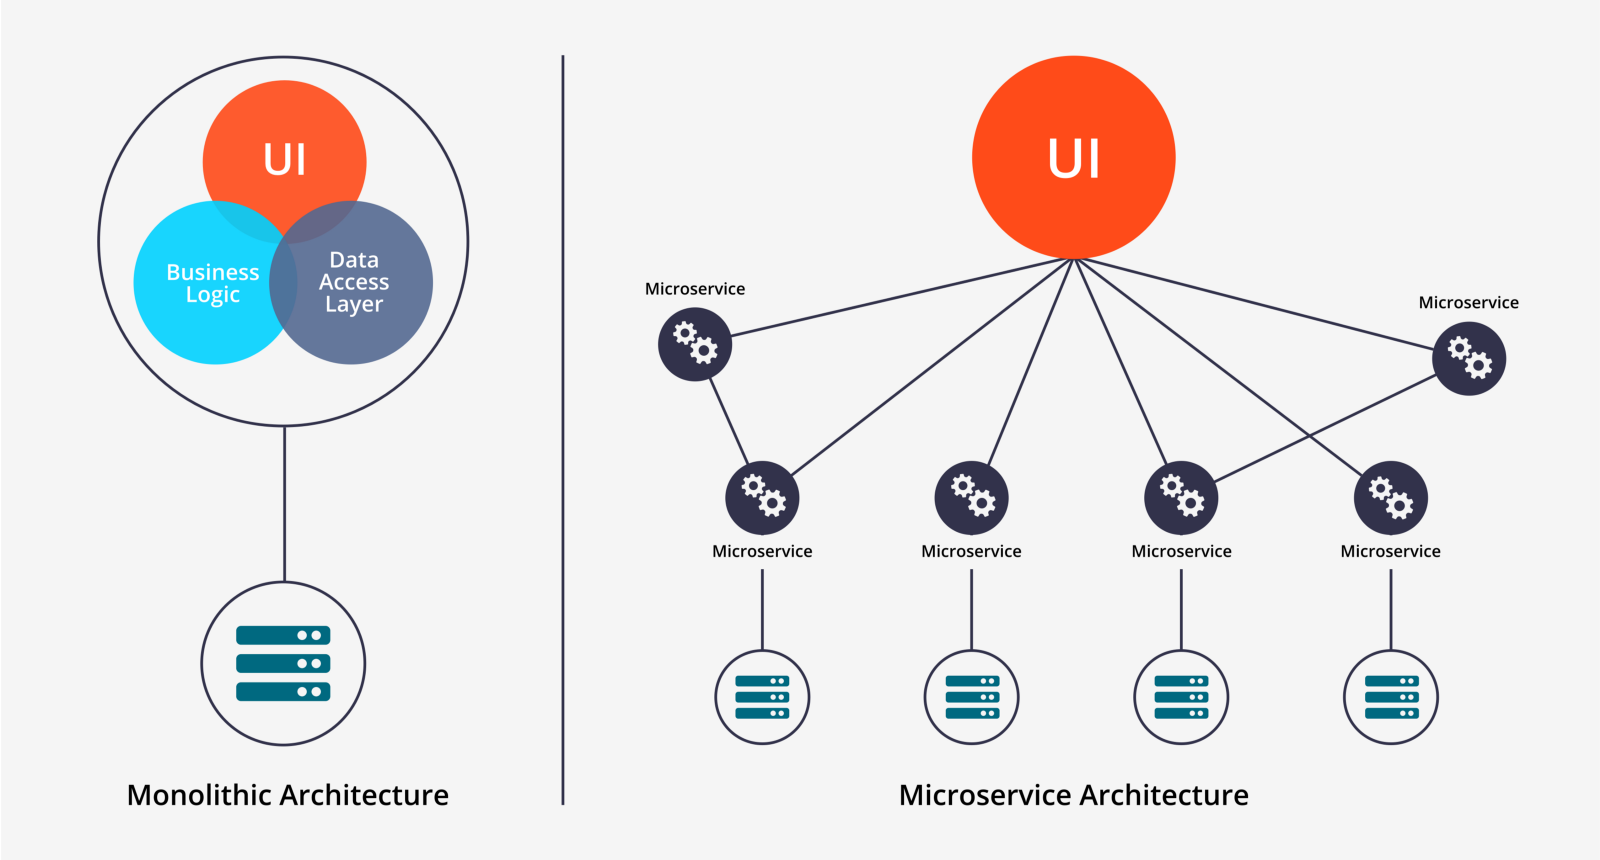 UI
Business
Logic
Data
Access
Layer
Monolithic Architecture
UI
Microservice
Microservice
Microservice
Microservice
Microservice
Microservice
Microservice Architecture